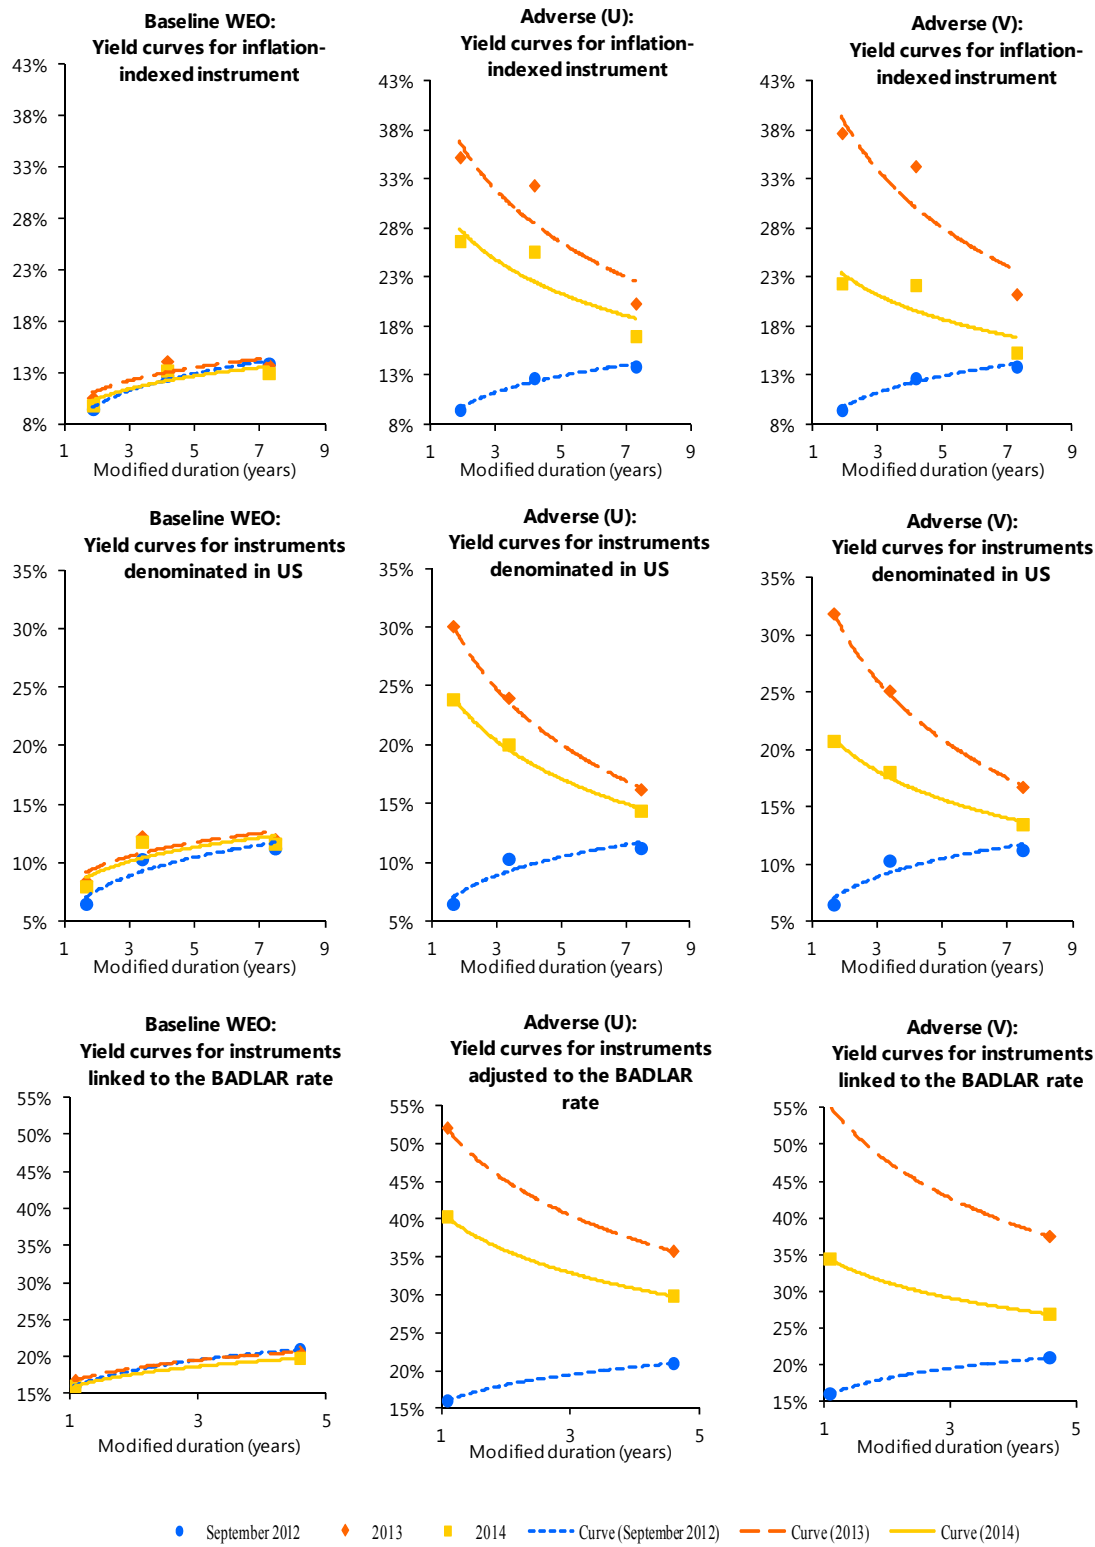 Baseline WEO:
Yield curves for inflation-
indexed instrument
43%
38%
33%
28%
23%
18%
13%
8%
1 3 5 7 9
Modified duration (years)
Adverse (U):
Yield curves for inflation-
indexed instrument
43%
38%
33%
28%
23%
18%
13%
8%
1 3 5 7 9
Modified duration (years)
Adverse (V):
Yield curves for inflation-
indexed instrument
43%
38%
33%
28%
23%
18%
13%
8%
1 3 5 7 9
Modified duration (years)
Baseline WEO:
Yield curves for instruments
denominated in US
35%
30%
25%
20%
15%
10%
5%
1 3 5 7 9
Modified duration (years)
Adverse (U):
Yield curves for instruments
denominated in US
35%
30%
25%
20%
15%
10%
5%
1 3 5 7 9
Modified duration (years)
Adverse (V):
Yield curves for instruments
denominated in US
35%
30%
25%
20%
15%
10%
5%
1 3 5 7 9
Modified duration (years)
Baseline WEO:
Yield curves for instruments
linked to the BADLAR rate
55%
50%
45%
40%
35%
30%
25%
20%
15%
1 3 5
Modified duration (years)
Adverse (U):
Yield curves for instruments
adjusted to the BADLAR
rate
55%
50%
45%
40%
35%
30%
25%
20%
15%
1 3 5
Modified duration (years)
Adverse (V):
Yield curves for instruments
linked to the BADLAR rate
55%
50%
45%
40%
35%
30%
25%
20%
15%
1 3 5
Modified duration (years)
September 2012 2013 2014 Curve (September 2012) Curve (2013) Curve (2014)